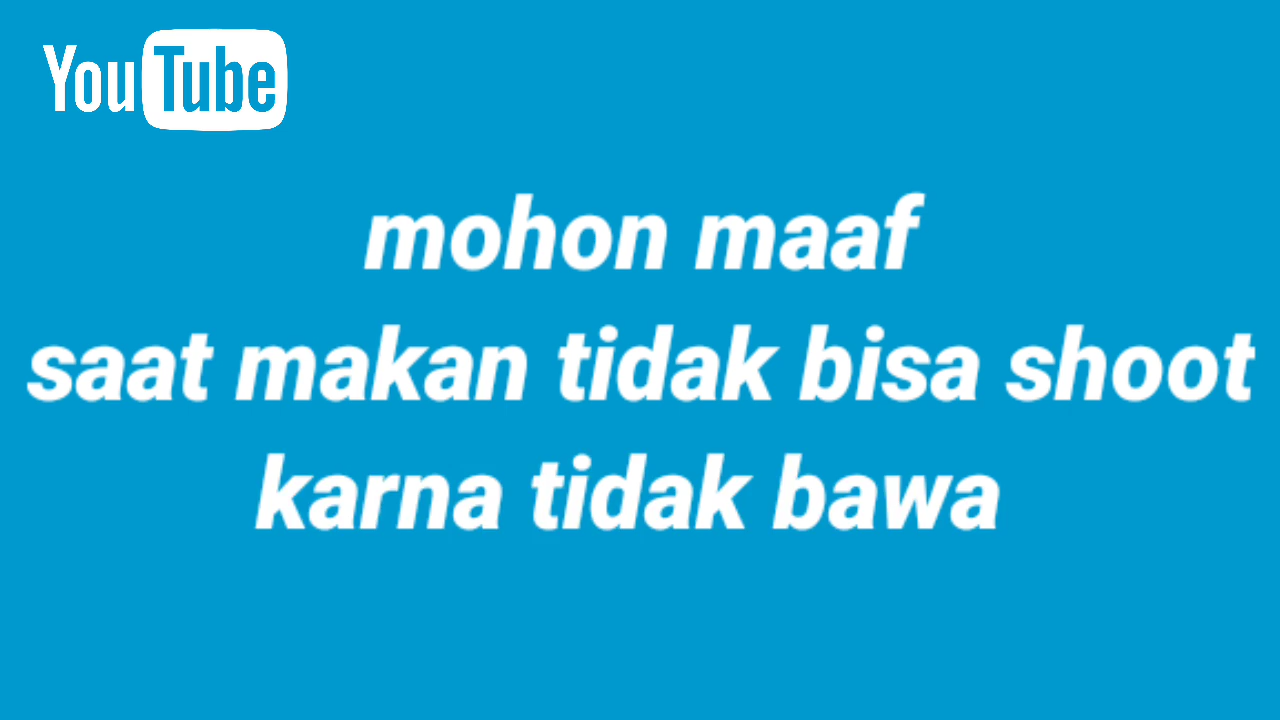 YouTube
mohon maaf
saat makan tidak bisa shoot
karna tidak bawa